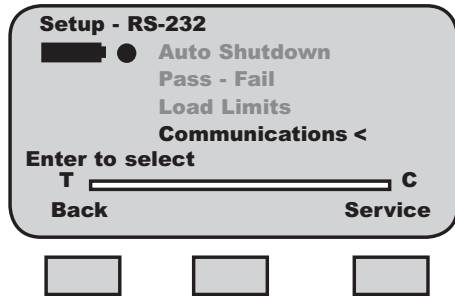 Setup - RS-232
Auto Shutdown
Pass - Fail
Load Limits
Communications <
Enter to select
T C
Back Service